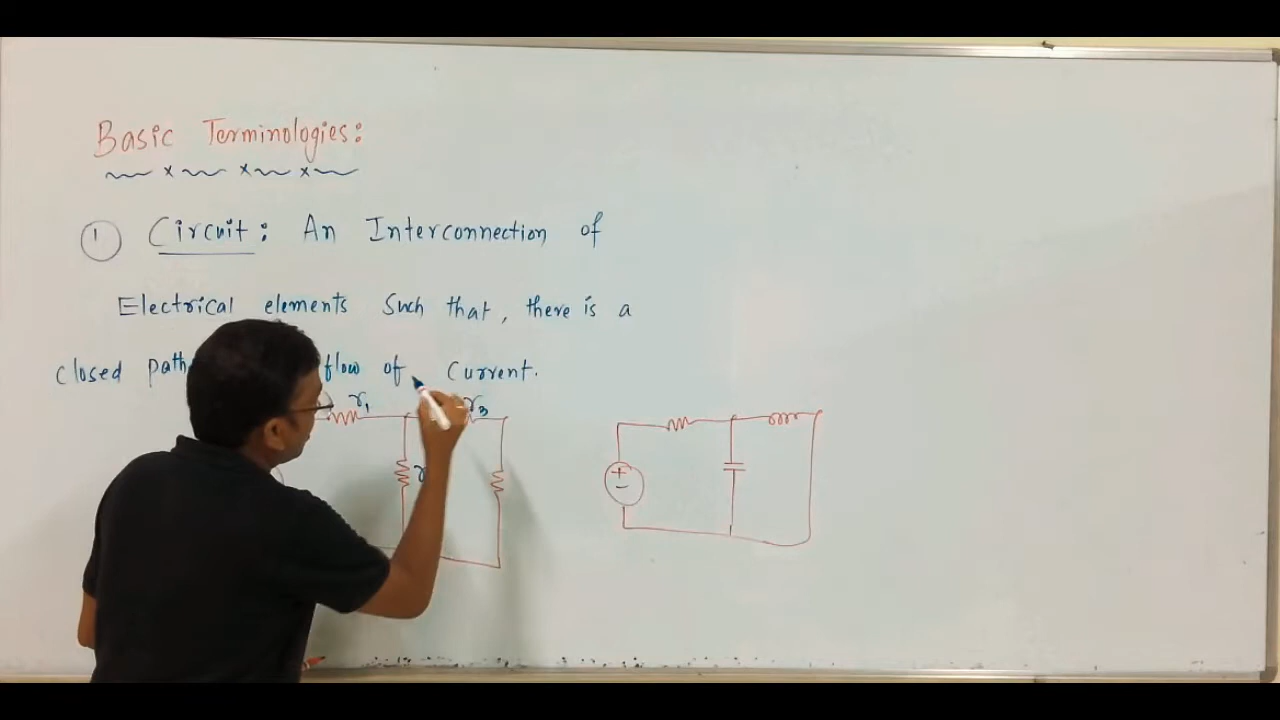 Basic Terminologies:
① Circuit: An Interconnection of
Electrical elements Such that, there is a
closed path flow of current.
r₁ r₃
+
-